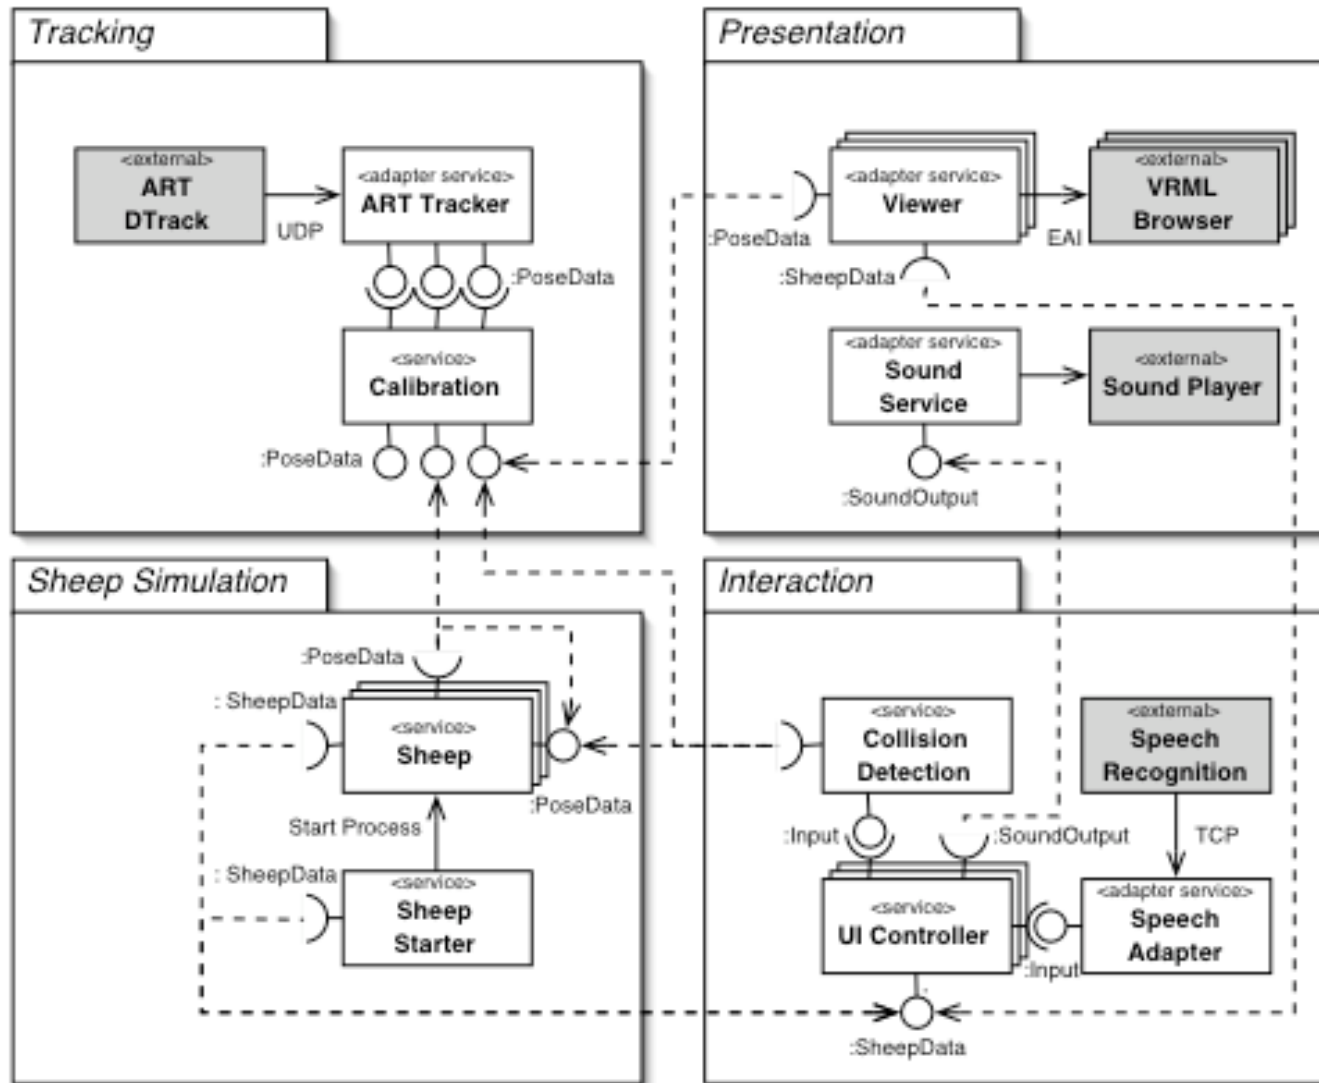 Tracking
<external>
ART
DTrack
UDP
<adapter service>
ART Tracker
:PoseData
<service>
Calibration
:PoseData
Presentation
<adapter service>
Viewer
:PoseData
:SheepData
EAI
<external>
VRML
Browser
<adapter service>
Sound
Service
<external>
Sound Player
:SoundOutput
Sheep Simulation
:PoseData
: SheepData
<service>
Sheep
:PoseData
Start Process
: SheepData
<service>
Sheep
Starter
Interaction
<service>
Collision
Detection
<external>
Speech
Recognition
:Input
:SoundOutput
TCP
<service>
UI Controller
:Input
<adapter service>
Speech
Adapter
:SheepData